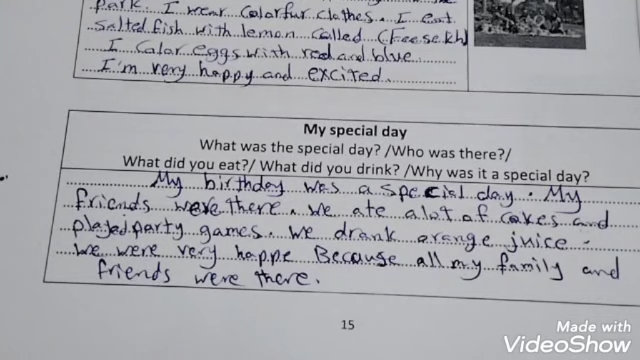 park. I wear Colorfur clothes. I eat
salted fish with lemon called (Feesekh)
I color eggs with red and blue
I'm very happy and excited.
My special day
What was the special day? /Who was there?/
What did you eat?/ What did you drink? /Why was it a special day?
My birthday was a special day. My
friends were there. we ate alot of cakes and
played party games. we drank orange juice.
we were very happe Because all my family and
friends were there.
15
Made with
VideoShow